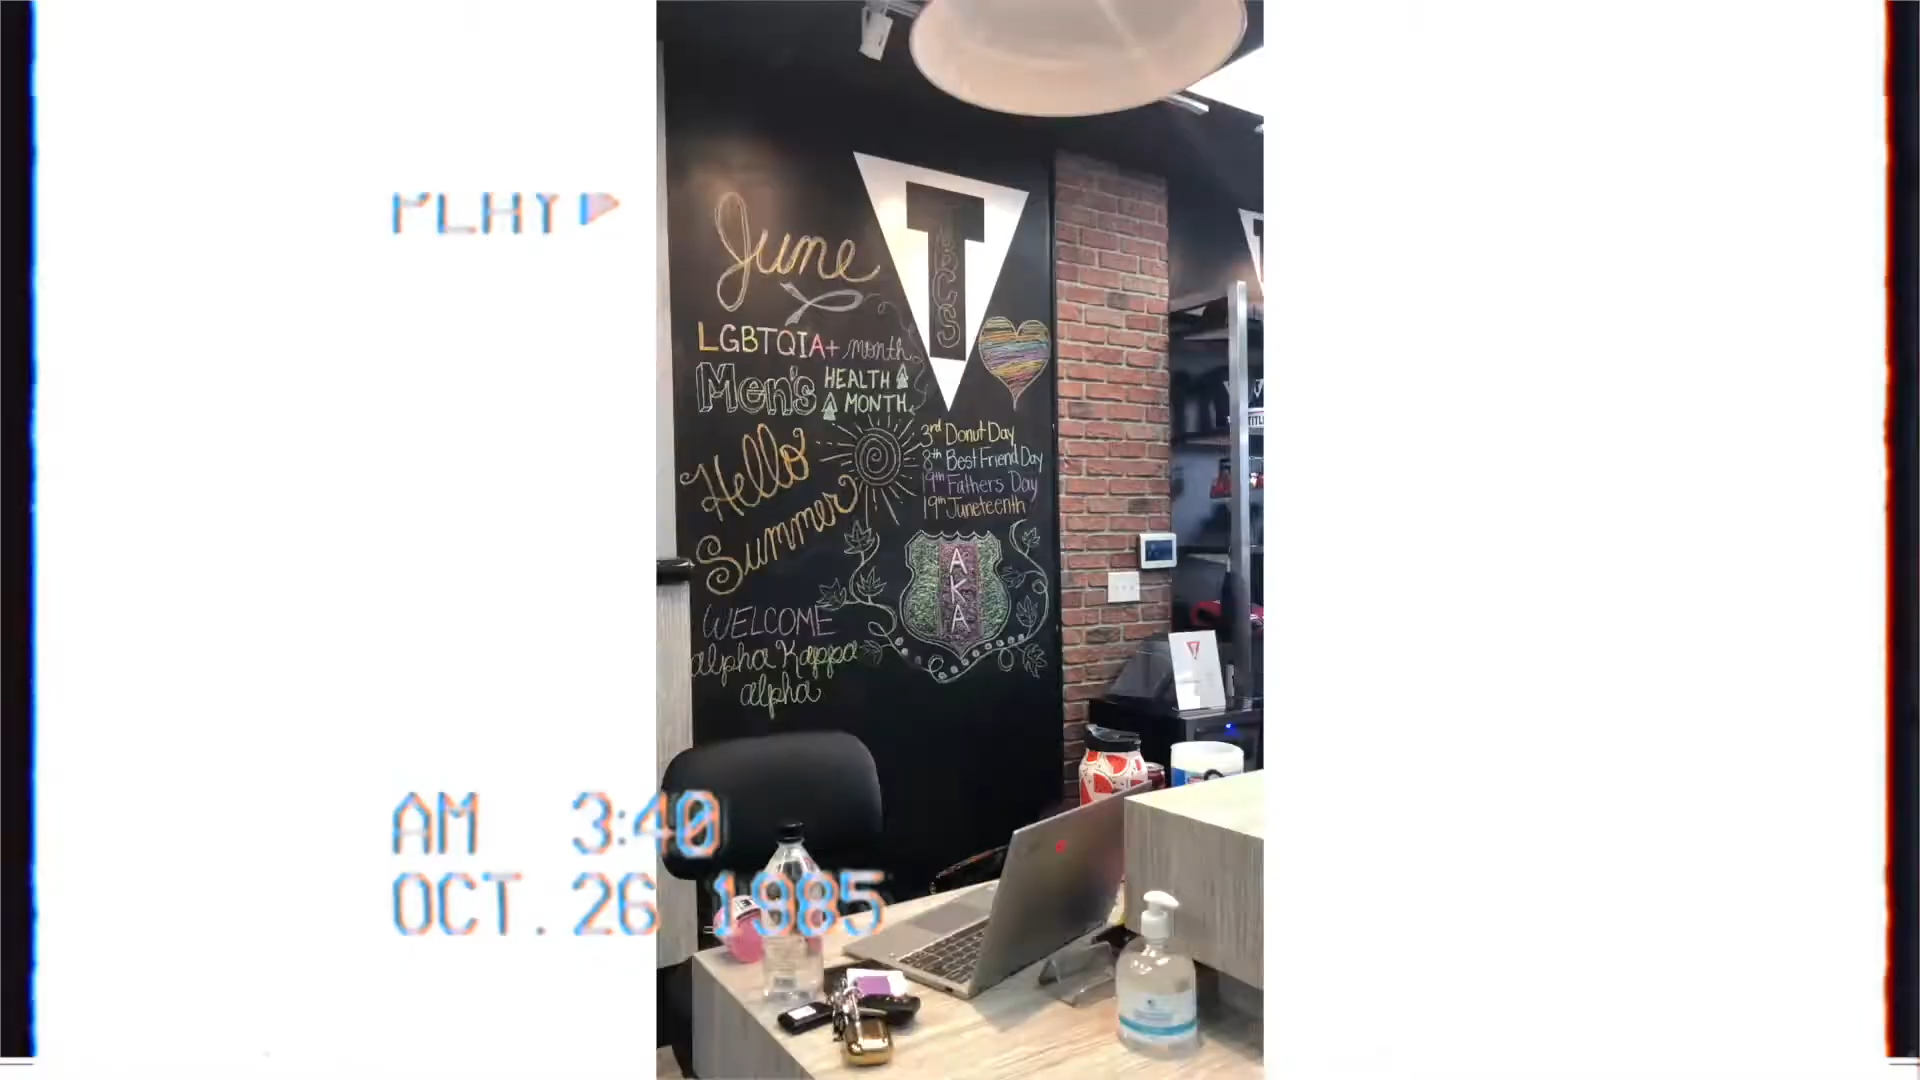 PLAY
June
LGBTQIA+ month
Men's HEALTH
MONTH
Hello
Summer
3rd Donut Day
8th Best Friend Day
19th Fathers Day
19th Juneteenth
AKA
WELCOME
alpha Kappa
alpha
T
TITLE
AM 3:40
OCT. 26 1985